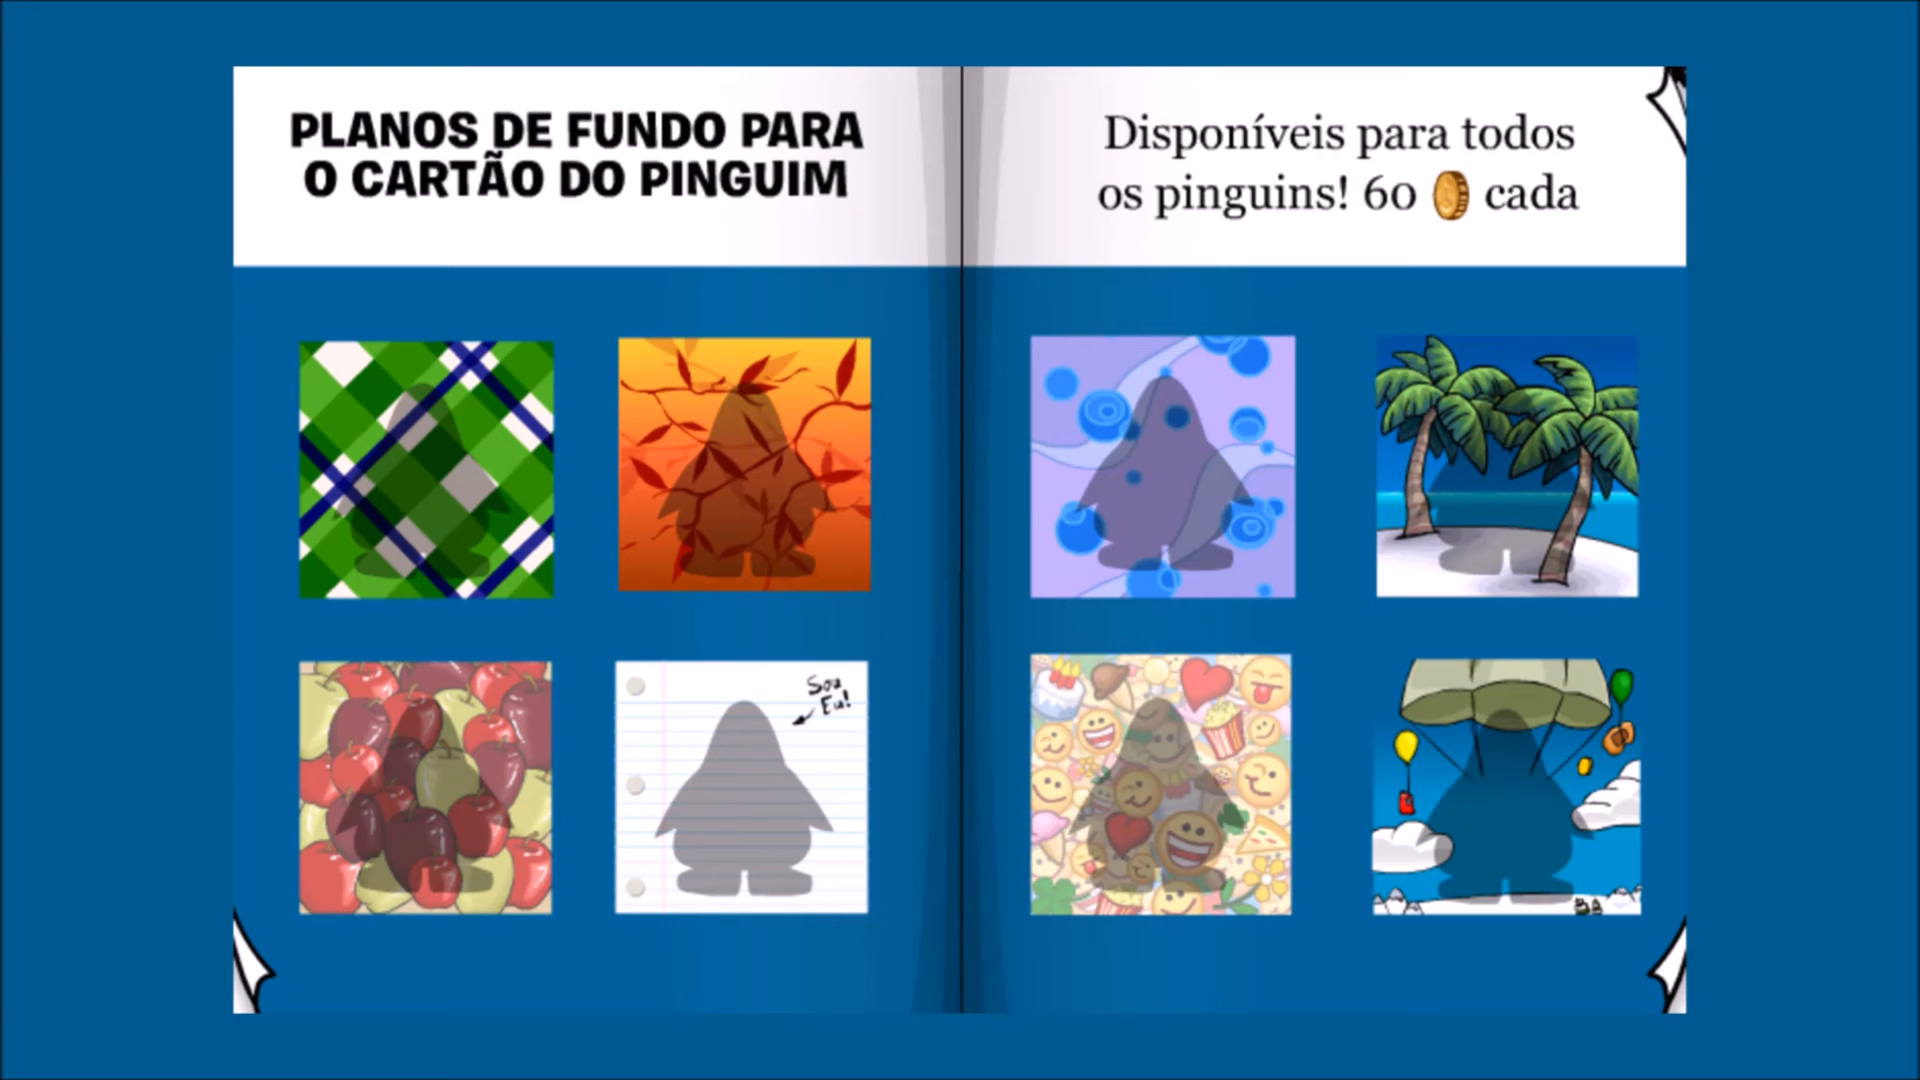 PLANOS DE FUNDO PARA
O CARTÃO DO PINGUIM
Disponíveis para todos
os pinguins! 60 cada
Sou
Eu!